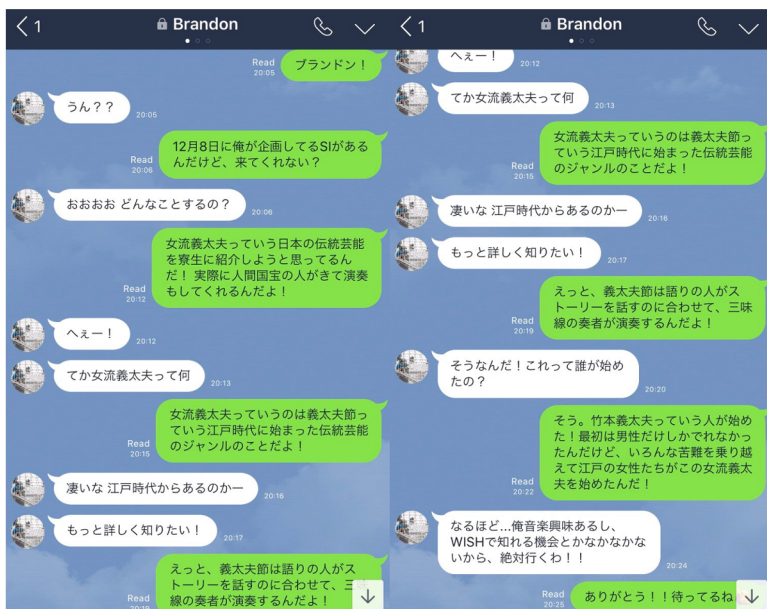 1
Brandon
Read
20:05
ブランドン！
うん？？
20:05
12月8日に俺が企画してるSIがある
んだけど、来てくれない？
Read
20:06
おおおお どんなことするの？
20:06
女流義太夫っていう日本の伝統芸能
を寮生に紹介しようと思ってるん
だ！ 実際に人間国宝の人がきて演奏
もしてくれるんだよ！
Read
20:12
へぇー！
20:12
てか女流義太夫って何
20:13
女流義太夫っていうのは義太夫節っ
ていう江戸時代に始まった伝統芸能
のジャンルのことだよ！
Read
20:15
凄いな 江戸時代からあるのかー
20:16
もっと詳しく知りたい！
20:17
えっと、義太夫節は語りの人がス
トーリーを話すのに合わせて、三
線の奏者が演奏するんだよ！
Read
20:19
1
Brandon
へぇー！
20:12
てか女流義太夫って何
20:13
女流義太夫っていうのは義太夫節っ
ていう江戸時代に始まった伝統芸能
のジャンルのことだよ！
Read
20:15
凄いな 江戸時代からあるのかー
20:16
もっと詳しく知りたい！
20:17
えっと、義太夫節は語りの人がス
トーリーを話すのに合わせて、三味
線の奏者が演奏するんだよ！
Read
20:19
そうなんだ！これって誰が始め
たの？
20:20
そう。竹本義太夫っていう人が始め
た！最初は男性だけしかでれなかっ
たんだけど、いろんな苦難を乗り越
えて江戸の女性たちがこの女流義太
夫を始めたんだ！
Read
20:22
なるほど...俺音楽興味あるし、
WISHで知れる機会とかなかなかな
いから、絶対行くわ！！
20:24
Read
20:25
ありがとう！！待ってるね